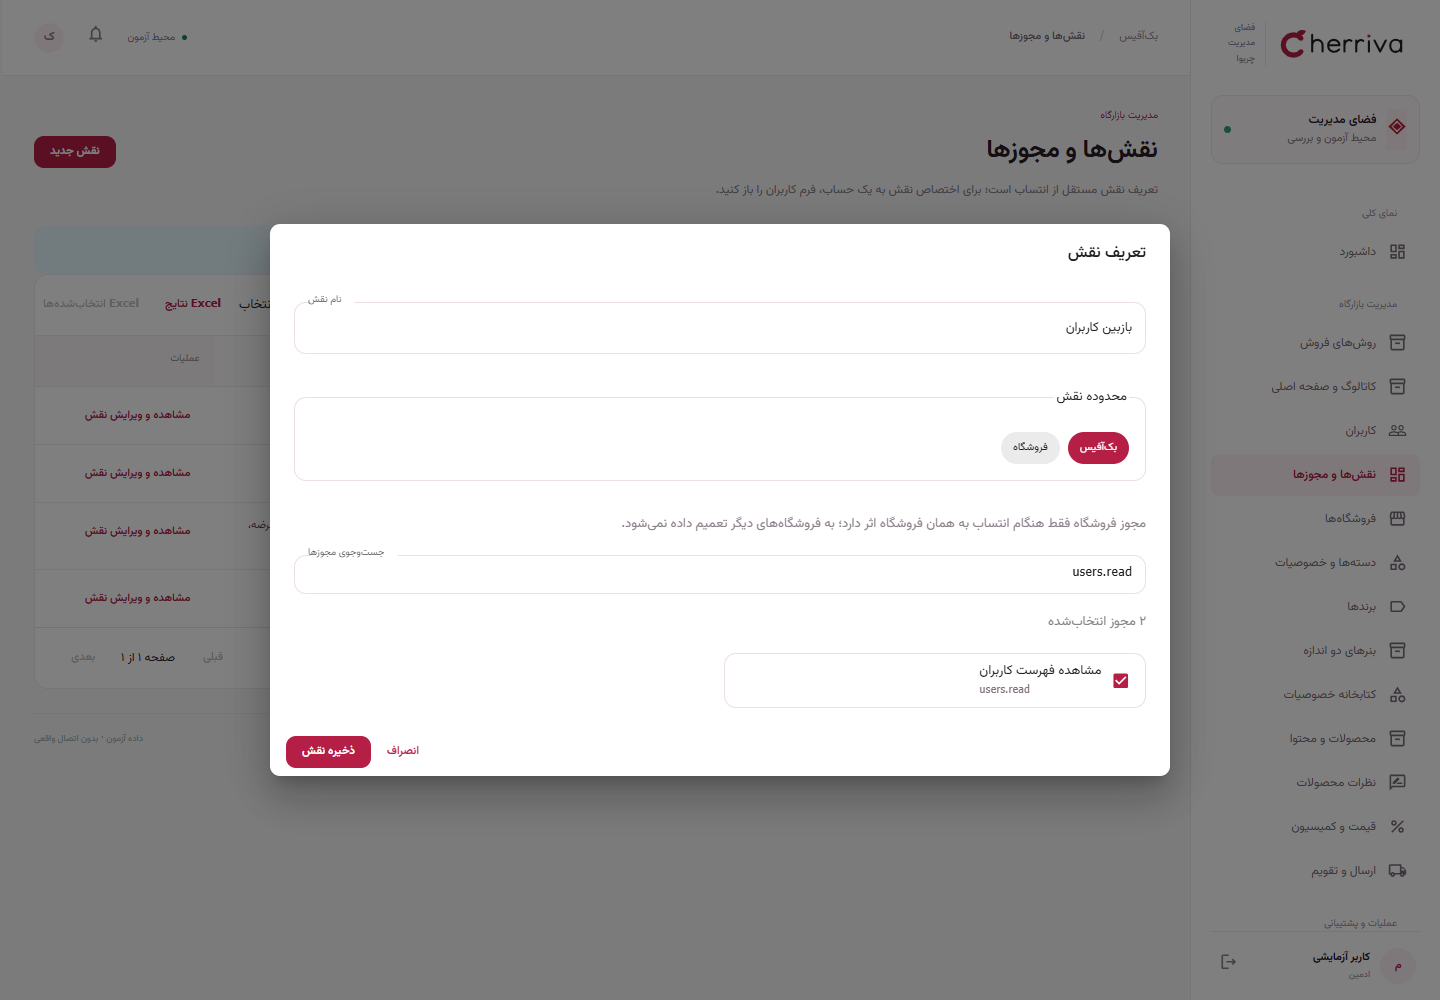 Cherriva
فضای
مدیریت
چریوا
فضای مدیریت
محیط آزمون و بررسی
نمای کلی
داشبورد
مدیریت بازارگاه
روش‌های فروش
کاتالوگ و صفحه اصلی
کاربران
نقش‌ها و مجوزها
فروشگاه‌ها
دسته‌ها و خصوصیات
برندها
بنرهای دو اندازه
کتابخانه خصوصیات
محصولات و محتوا
نظرات محصولات
قیمت و کمیسیون
ارسال و تقویم
عملیات و پشتیبانی
م
کاربر آزمایشی
ادمین
بک‌آفیس / نقش‌ها و مجوزها
محیط آزمون
ک
مدیریت بازارگاه
نقش‌ها و مجوزها
نقش جدید
تعریف نقش مستقل از انتساب است؛ برای اختصاص نقش به یک حساب، فرم کاربران را باز کنید.
Excel نتایج
Excel انتخاب‌شده‌ها
عملیات
مشاهده و ویرایش نقش
مشاهده و ویرایش نقش
مشاهده و ویرایش نقش
مشاهده و ویرایش نقش
قبلی
صفحه ۱ از ۱
بعدی
داده آزمون · بدون اتصال واقعی
تعریف نقش
نام نقش
بازبین کاربران
محدوده نقش
بک‌آفیس
فروشگاه
مجوز فروشگاه فقط هنگام انتساب به همان فروشگاه اثر دارد؛ به فروشگاه‌های دیگر تعمیم داده نمی‌شود.
جست‌وجوی مجوزها
users.read
۲ مجوز انتخاب‌شده
مشاهده فهرست کاربران
users.read
انصراف
ذخیره نقش